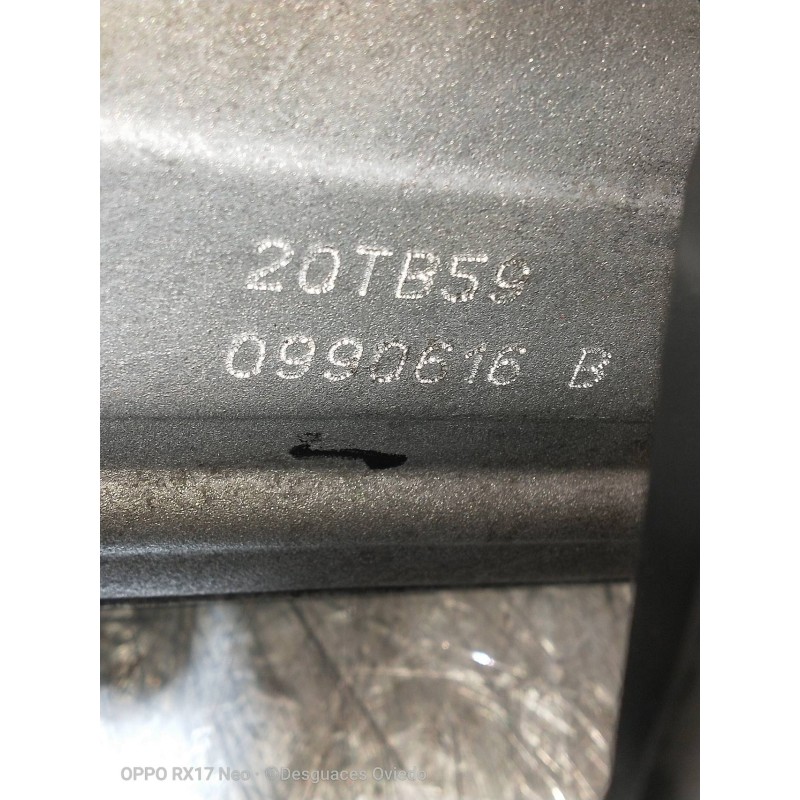 20TB59
0990616 B
OPPO RX17 Neo · ©Desguaces Oviedo